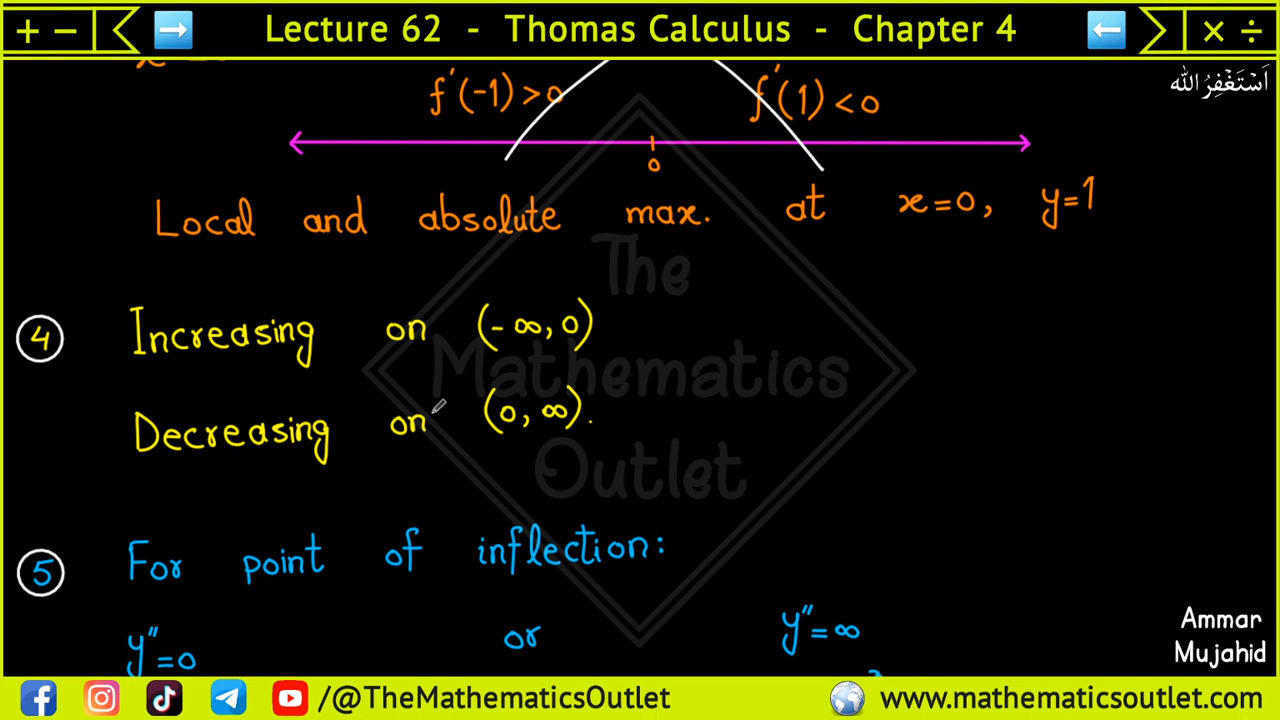 + − ➡ Lecture 62 - Thomas Calculus - Chapter 4 ⬅ × ÷
أَسْتَغْفِرُ اللّٰه
f'(-1) > 0 f'(1) < 0
0
Local and absolute max. at x=0, y=1
④ Increasing on (-∞, 0)
Decreasing on (0, ∞).
⑤ For point of inflection:
y''=0 or y''=∞
The
Mathematics
Outlet
Ammar
Mujahid
/@TheMathematicsOutlet www.mathematicsoutlet.com